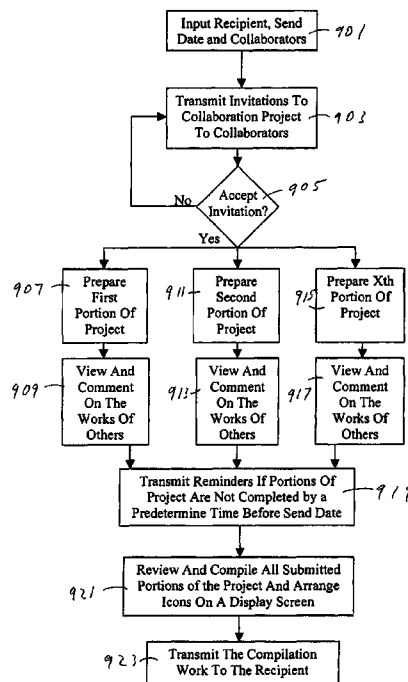 Input Recipient, Send
Date and Collaborators
901
Transmit Invitations To
Collaboration Project
To Collaborators
903
Accept
Invitation?
905
No
Yes
907
Prepare
First
Portion Of
Project
911
Prepare
Second
Portion Of
Project
915
Prepare Xth
Portion Of
Project
909
View And
Comment
On The
Works Of
Others
913
View And
Comment
On The
Works Of
Others
917
View And
Comment
On The
Works Of
Others
Transmit Reminders If Portions Of
Project Are Not Completed by a
Predetermine Time Before Send Date
919
Review And Compile All Submitted
Portions of the Project And Arrange
Icons On A Display Screen
921
Transmit The Compilation
Work To The Recipient
923